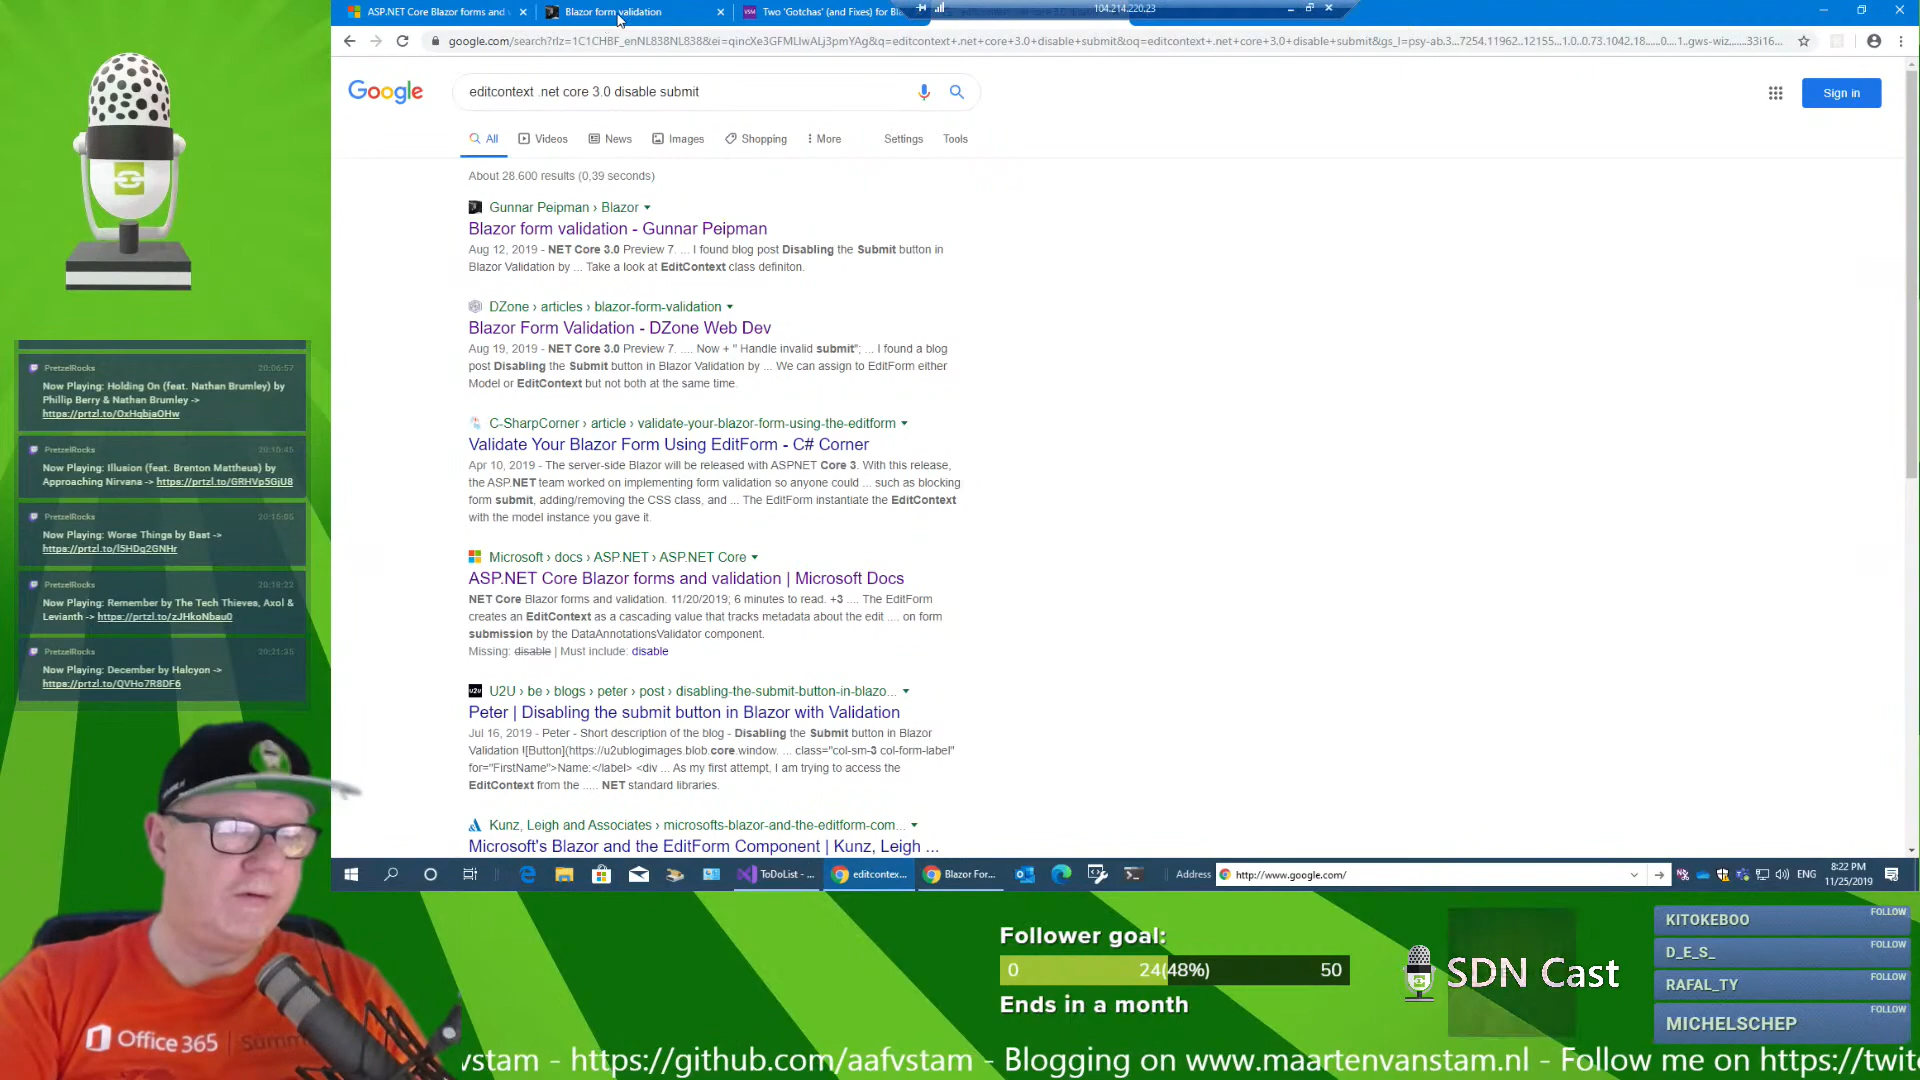 ASP.NET Core Blazor forms and
Blazor form validation
Two 'Gotchas' (and Fixes) for Bla
104.214.220.23
google.com/search?rlz=1C1CHBF_enNL838NL838&ei=qincXe3GFMLIwALj3pmYAg&q=editcontext+.net+core+3.0+disable+submit&oq=editcontext+.net+core+3.0+disable+submit&gs_l=psy-ab.3...7254.11962..12155...1.0..0.73.1042.18......0....1..gws-wiz.......33i16...
Google
editcontext .net core 3.0 disable submit
Sign in
All
Videos
News
Images
Shopping
More
Settings
Tools
About 28.600 results (0,39 seconds)
Gunnar Peipman › Blazor
Blazor form validation - Gunnar Peipman
Aug 12, 2019 - NET Core 3.0 Preview 7. ... I found blog post Disabling the Submit button in
Blazor Validation by ... Take a look at EditContext class definiton.
DZone › articles › blazor-form-validation
Blazor Form Validation - DZone Web Dev
Aug 19, 2019 - NET Core 3.0 Preview 7. .... Now + " Handle invalid submit"; ... I found a blog
post Disabling the Submit button in Blazor Validation by ... We can assign to EditForm either
Model or EditContext but not both at the same time.
C-SharpCorner › article › validate-your-blazor-form-using-the-editform
Validate Your Blazor Form Using EditForm - C# Corner
Apr 10, 2019 - The server-side Blazor will be released with ASPNET Core 3. With this release,
the ASP.NET team worked on implementing form validation so anyone could ... such as blocking
form submit, adding/removing the CSS class, and ... The EditForm instantiate the EditContext
with the model instance you gave it.
Microsoft › docs › ASP.NET › ASP.NET Core
ASP.NET Core Blazor forms and validation | Microsoft Docs
NET Core Blazor forms and validation. 11/20/2019; 6 minutes to read. +3 .... The EditForm
creates an EditContext as a cascading value that tracks metadata about the edit .... on form
submission by the DataAnnotationsValidator component.
Missing: disable | Must include: disable
U2U › be › blogs › peter › post › disabling-the-submit-button-in-blazo...
Peter | Disabling the submit button in Blazor with Validation
Jul 16, 2019 - Peter - Short description of the blog - Disabling the Submit button in Blazor
Validation ![Button](https://u2ublogimages.blob.core.window. ... class="col-sm-3 col-form-label"
for="FirstName">Name:</label> <div ... As my first attempt, I am trying to access the
EditContext from the ..... NET standard libraries.
Kunz, Leigh and Associates › microsofts-blazor-and-the-editform-com...
Microsoft's Blazor and the EditForm Component | Kunz, Leigh ...
ToDoList - ...
editcontex...
Blazor For...
Address
http://www.google.com/
ENG
8:22 PM
11/25/2019
PretzelRocks 20:06:57
Now Playing: Holding On (feat. Nathan Brumley) by
Phillip Berry & Nathan Brumley ->
https://prtzl.to/OxHqbjaOHw
PretzelRocks 20:10:45
Now Playing: Illusion (feat. Brenton Mattheus) by
Approaching Nirvana -> https://prtzl.to/GRHVp5GjU8
PretzelRocks 20:15:05
Now Playing: Worse Things by Bast ->
https://prtzl.to/l5HDg2GNHr
PretzelRocks 20:18:22
Now Playing: Remember by The Tech Thieves, Axol &
Levianth -> https://prtzl.to/zJHkoNbau0
PretzelRocks 20:21:35
Now Playing: December by Halcyon ->
https://prtzl.to/QVHo7R8DF6
Office 365
Summ
Follower goal:
0 24(48%) 50
Ends in a month
SDN Cast
KITOKEBOO FOLLOW
D_E_S_ FOLLOW
RAFAL_TY FOLLOW
MICHELSCHEP FOLLOW
vstam - https://github.com/aafvstam - Blogging on www.maartenvanstam.nl - Follow me on https://twit